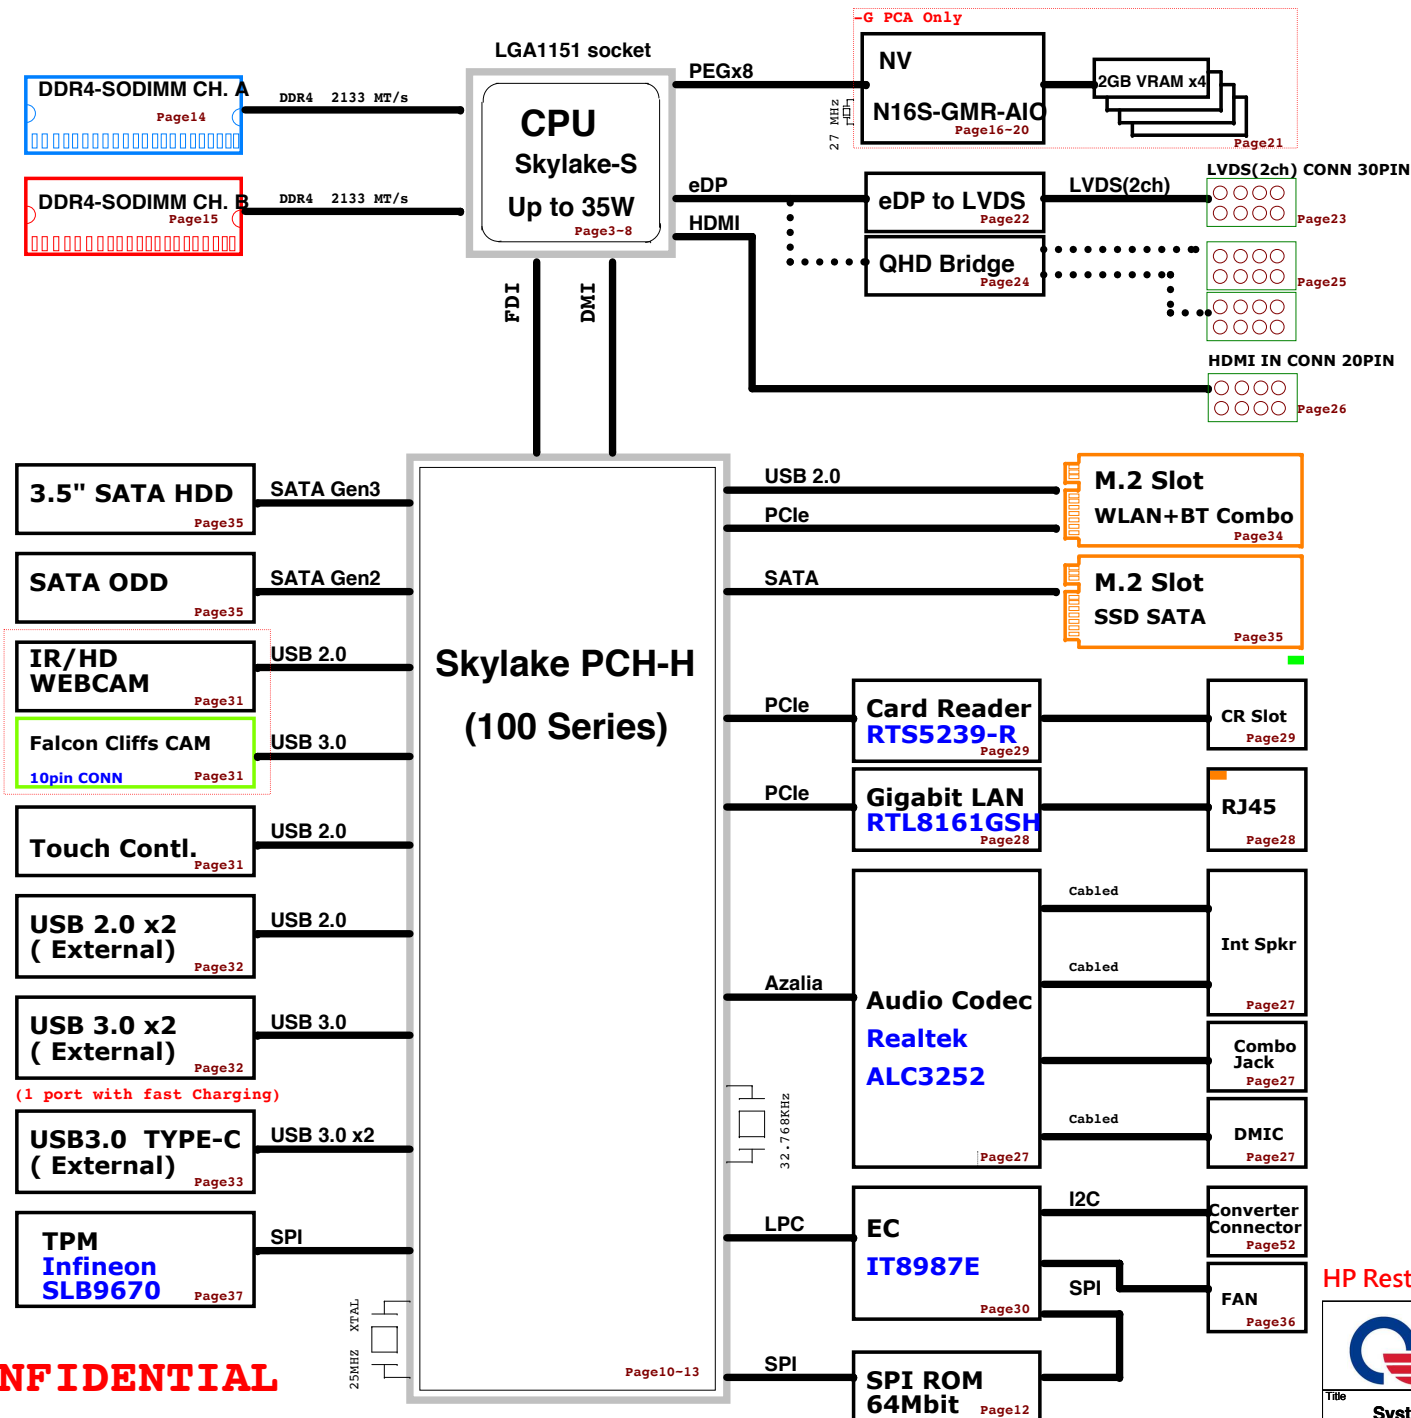 -G PCA Only
LGA1151 socket
DDR4-SODIMM CH. A
Page14
DDR4 2133 MT/s
CPU
Skylake-S
Up to 35W
Page3-8
PEGx8
27 MHz
NV
N16S-GMR-AIO
Page16-20
2GB VRAM x4
Page21
DDR4-SODIMM CH. B
Page15
DDR4 2133 MT/s
eDP
HDMI
eDP to LVDS
Page22
LVDS(2ch)
LVDS(2ch) CONN 30PIN
Page23
QHD Bridge
Page24
Page25
HDMI IN CONN 20PIN
Page26
FDI
DMI
3.5" SATA HDD
Page35
SATA Gen3
SATA ODD
Page35
SATA Gen2
IR/HD
WEBCAM
Page31
USB 2.0
Falcon Cliffs CAM
10pin CONN
Page31
USB 3.0
Touch Contl.
Page31
USB 2.0
USB 2.0 x2
( External)
Page32
USB 2.0
USB 3.0 x2
( External)
Page32
USB 3.0
(1 port with fast Charging)
USB3.0 TYPE-C
( External)
Page33
USB 3.0 x2
TPM
Infineon
SLB9670
Page37
SPI
25MHZ XTAL
Skylake PCH-H
(100 Series)
Page10-13
32.768KHz
USB 2.0
PCIe
M.2 Slot
WLAN+BT Combo
Page34
SATA
M.2 Slot
SSD SATA
Page35
PCIe
Card Reader
RTS5239-R
Page29
CR Slot
Page29
PCIe
Gigabit LAN
RTL8161GSH
Page28
RJ45
Page28
Azalia
Audio Codec
Realtek
ALC3252
Page27
Cabled
Cabled
Int Spkr
Page27
Combo
Jack
Page27
Cabled
DMIC
Page27
LPC
EC
IT8987E
Page30
I2C
Converter
Connector
Page52
SPI
FAN
Page36
SPI
SPI ROM
64Mbit
Page12
NFIDENTIAL
HP Rest
Title
Syst